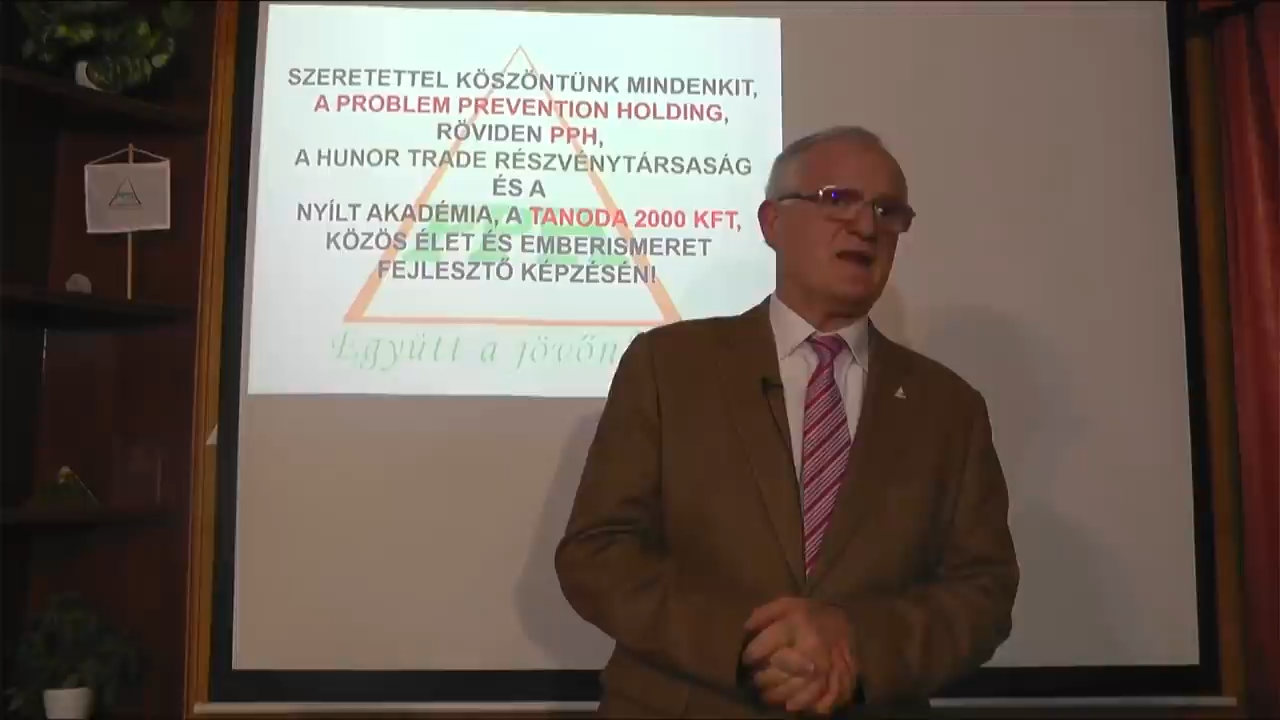 SZERETETTEL KÖSZÖNTÜNK MINDENKIT,
A PROBLEM PREVENTION HOLDING,
RÖVIDEN PPH,
A HUNOR TRADE RÉSZVÉNYTÁRSASÁG
ÉS A
NYÍLT AKADÉMIA, A TANODA 2000 KFT,
KÖZÖS ÉLET ÉS EMBERISMERET
FEJLESZTŐ KÉPZÉSÉN!
Együtt a